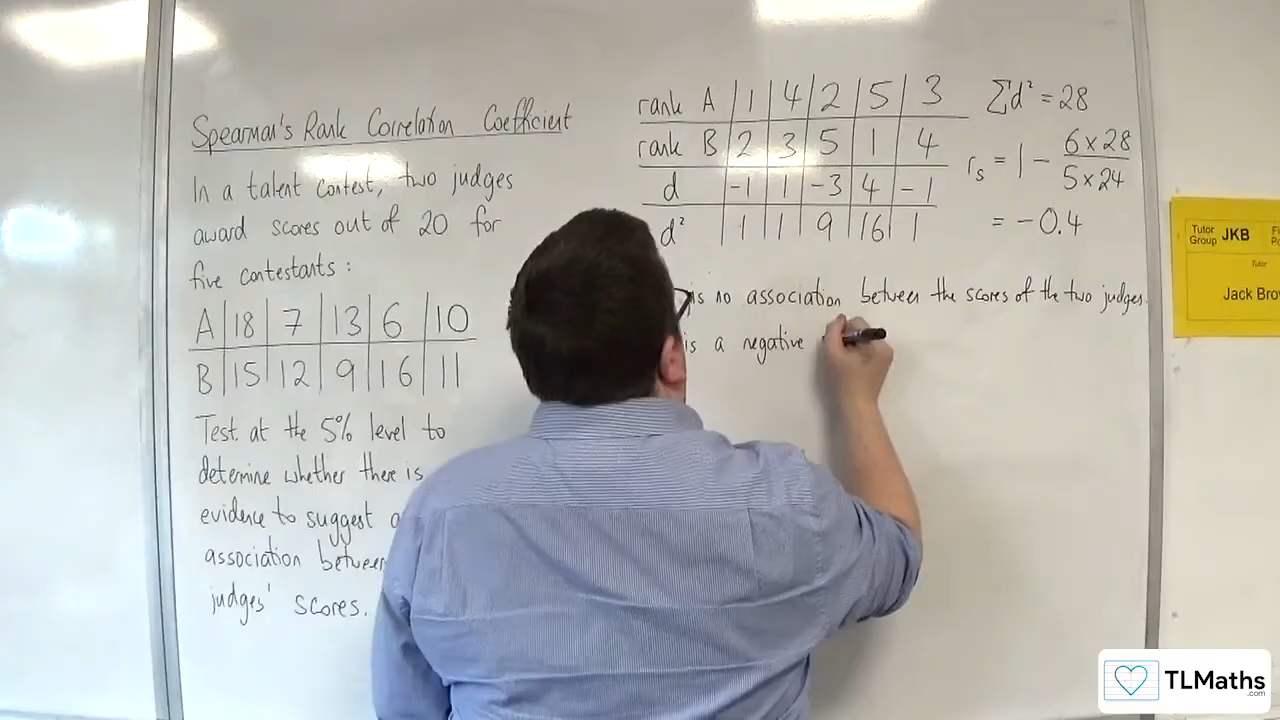 Spearman's Rank Correlation Coefficient
In a talent contest, two judges
award scores out of 20 for
five contestants:
A 18 7 13 6 10
B 15 12 9 16 11
Test at the 5% level to
determine whether there is
evidence to suggest a
association between
judges' scores.
rank A 1 4 2 5 3
rank B 2 3 5 1 4
d -1 1 -3 4 -1
d² 1 1 9 16 1
Σd² = 28
r_s = 1 - (6×28)/(5×24)
= -0.4
is no association between the scores of the two judges.
is a negative
Tutor
Group JKB
Tutor
Jack Bro
TLMaths
.com